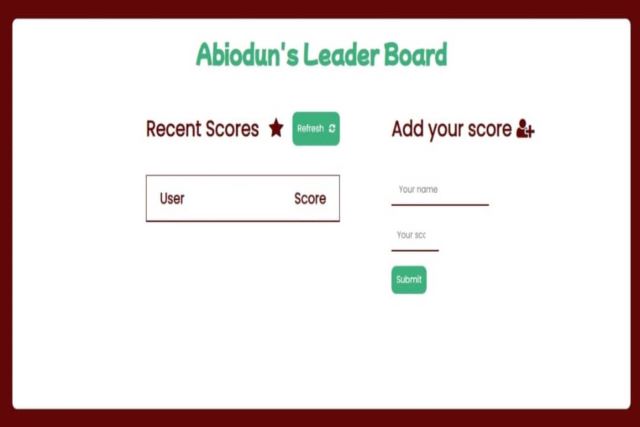 Abiodun's Leader Board
Recent Scores
Refresh
User Score
Add your score
Your name
Your sco
Submit